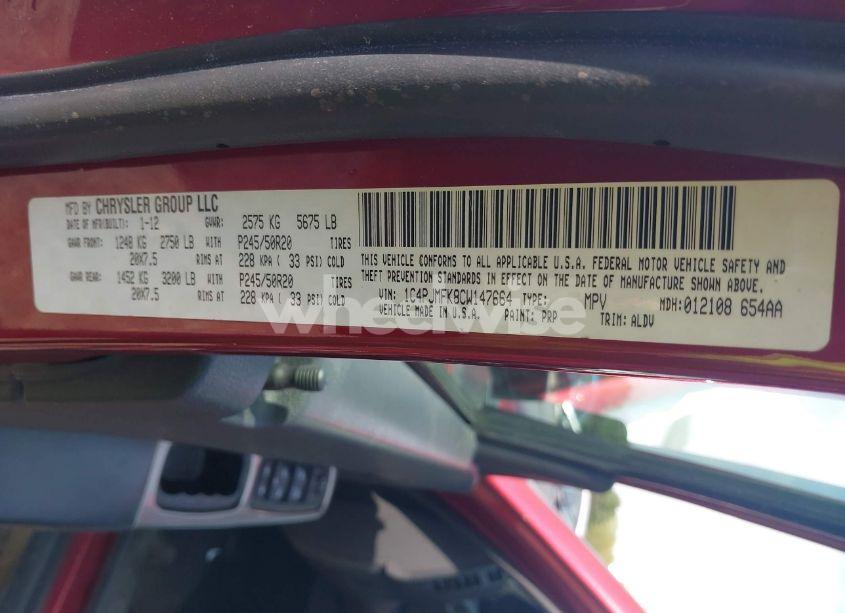 MFD BY CHRYSLER GROUP LLC
DATE OF MFR(BUILT): 1-12 GVWR: 2575 KG 5675 LB
GAWR FRONT: 1248 KG 2750 LB WITH P245/50R20 TIRES
20X7.5 RIMS AT 228 KPA ( 33 PSI) COLD
GAWR REAR: 1452 KG 3200 LB WITH P245/50R20 TIRES
20X7.5 RIMS AT 228 KPA ( 33 PSI) COLD
THIS VEHICLE CONFORMS TO ALL APPLICABLE U.S.A. FEDERAL MOTOR VEHICLE SAFETY AND
THEFT PREVENTION STANDARDS IN EFFECT ON THE DATE OF MANUFACTURE SHOWN ABOVE.
VIN: 1C4PJMFK8CW147664 TYPE: MPV MDH: 012108 654AA
VEHICLE MADE IN U.S.A. PAINT: PRP TRIM: ALDV
wheelwise